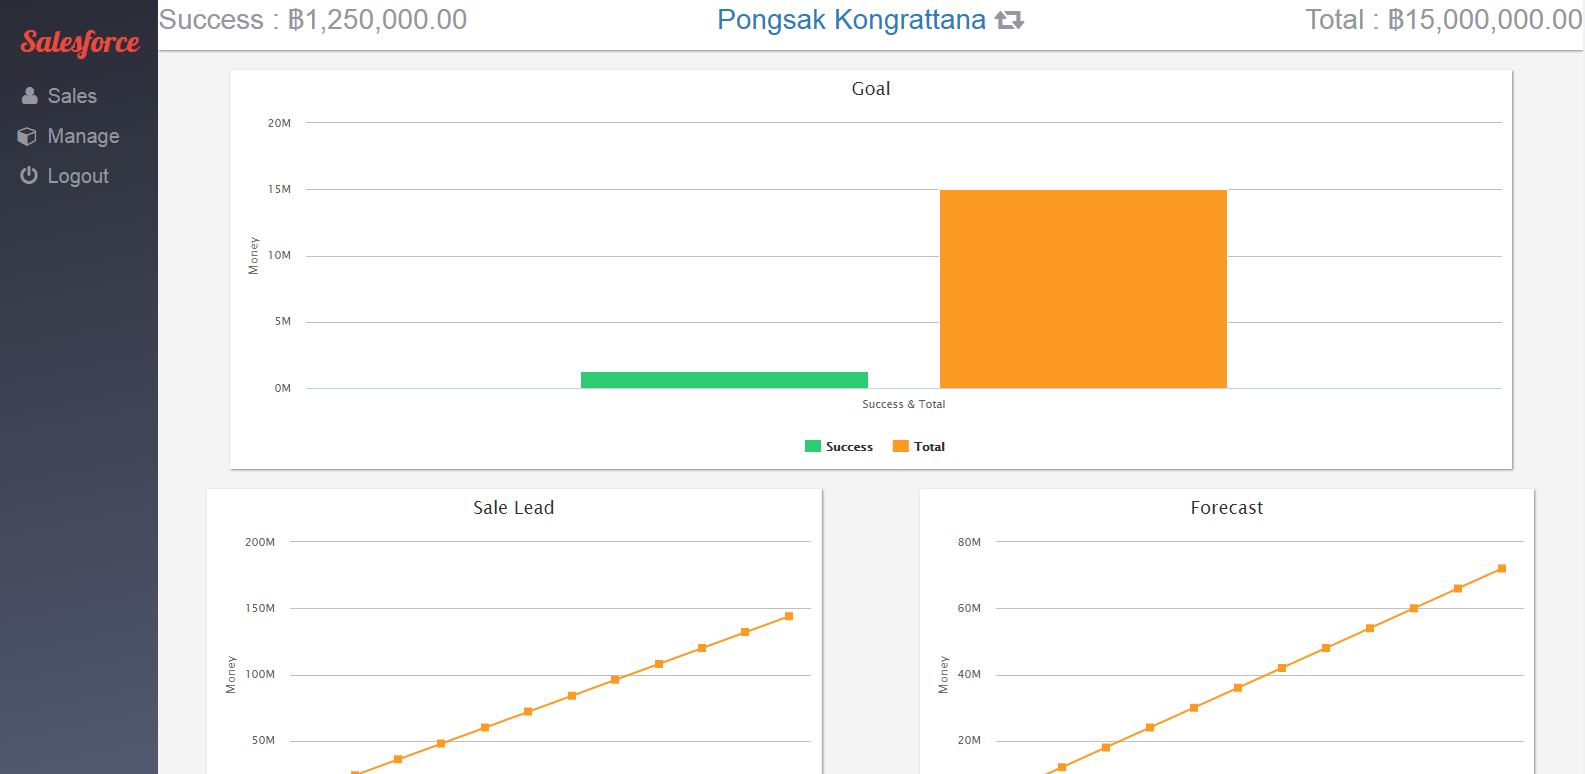 Salesforce
Sales
Manage
Logout
Success : ฿1,250,000.00
Pongsak Kongrattana
Total : ฿15,000,000.00
Goal
Money
20M
15M
10M
5M
0M
Success & Total
Success
Total
Sale Lead
Money
200M
150M
100M
50M
Forecast
Money
80M
60M
40M
20M